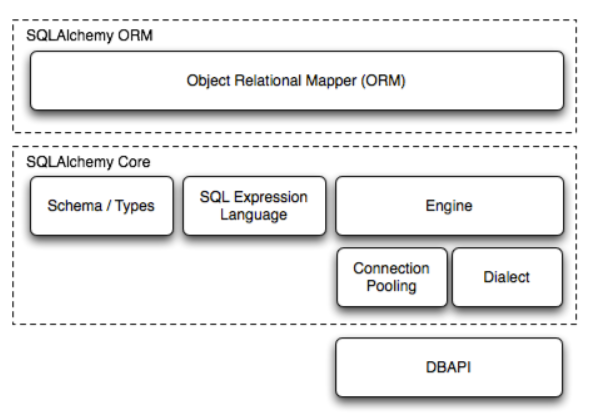 SQLAlchemy ORM
Object Relational Mapper (ORM)
SQLAlchemy Core
Schema / Types
SQL Expression
Language
Engine
Connection
Pooling
Dialect
DBAPI